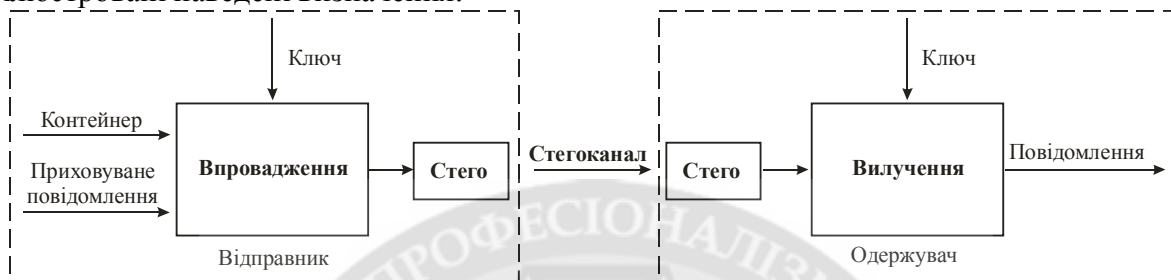 Ключ
Контейнер
Приховуване
повідомлення
Впровадження
Стего
Відправник
Стегоканал
Ключ
Стего
Вилучення
Повідомлення
Одержувач